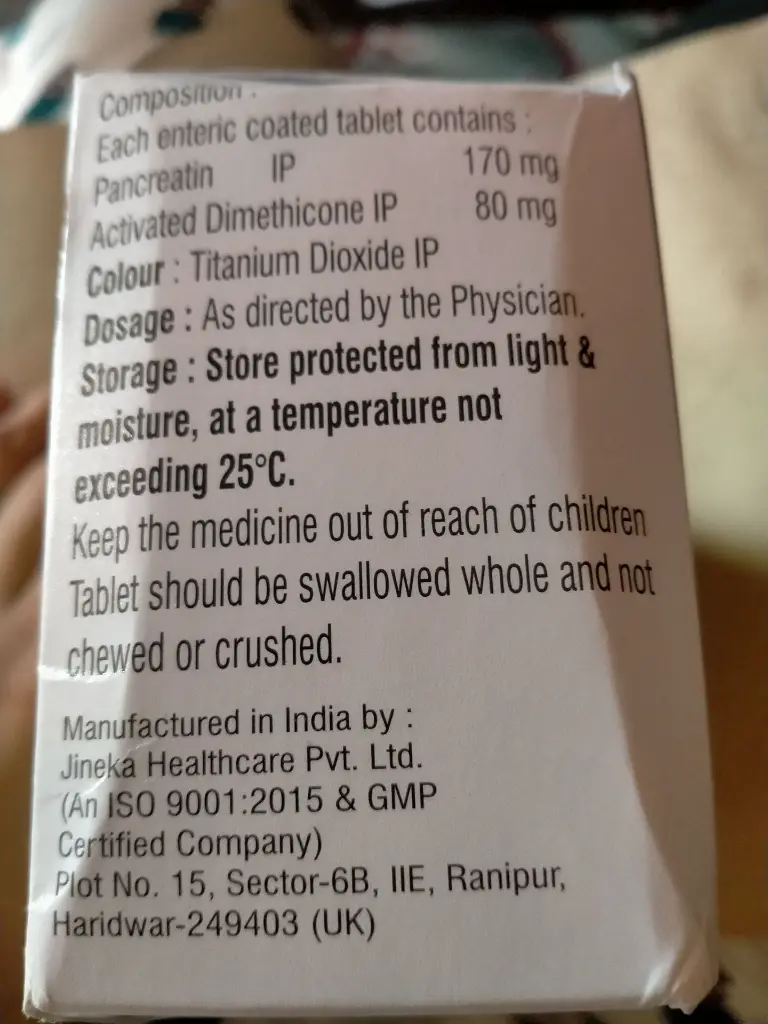 Composition :
Each enteric coated tablet contains :
Pancreatin IP 170 mg
Activated Dimethicone IP 80 mg
Colour : Titanium Dioxide IP
Dosage : As directed by the Physician.
Storage : Store protected from light &
moisture, at a temperature not
exceeding 25°C.
Keep the medicine out of reach of children
Tablet should be swallowed whole and not
chewed or crushed.
Manufactured in India by :
Jineka Healthcare Pvt. Ltd.
(An ISO 9001:2015 & GMP
Certified Company)
Plot No. 15, Sector-6B, IIE, Ranipur,
Haridwar-249403 (UK)